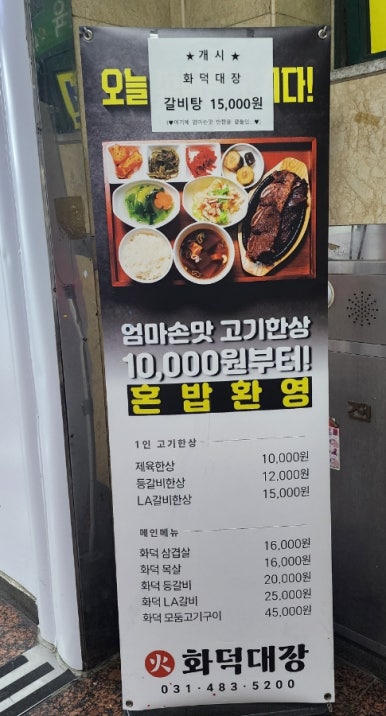 ★ 개 시 ★
화 덕 대 장
갈비탕 15,000원
오늘
다!
엄마손맛 고기한상
10,000원부터!
혼밥환영
1인 고기한상
제육한상 10,000원
등갈비한상 12,000원
LA갈비한상 15,000원
메인메뉴
화덕 삼겹살 16,000원
화덕 목살 16,000원
화덕 등갈비 20,000원
화덕 LA갈비 25,000원
화덕 모둠고기구이 45,000원
火 화덕대장
031-483-5200